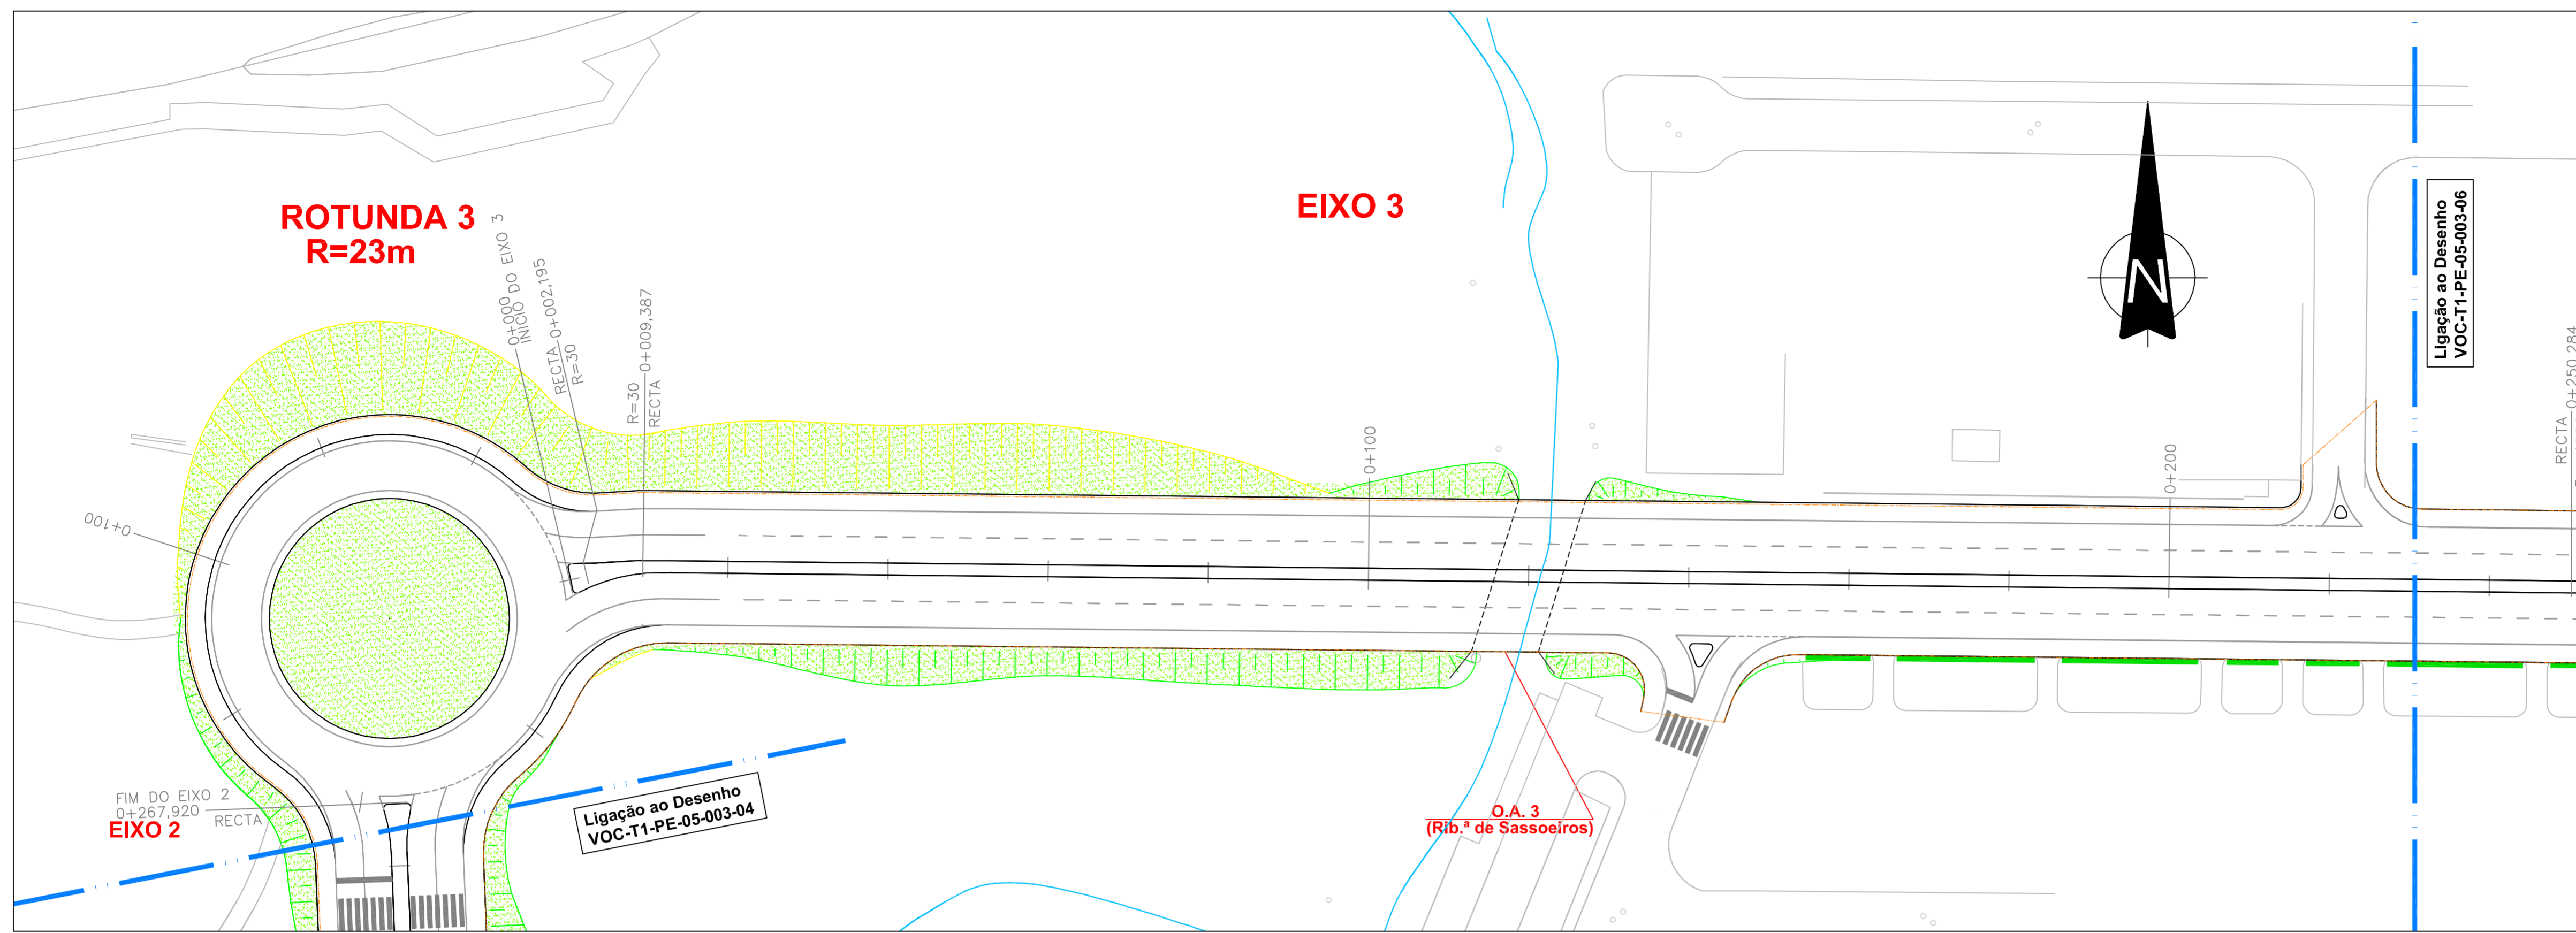 ROTUNDA 3
R=23m
EIXO 3
0+000
INÍCIO DO EIXO 3
RECTA 0+002,195
R=30
R=30 0+009,387
RECTA
0+100
0+100
0+200
N
Ligação ao Desenho
VOC-T1-PE-05-003-06
RECTA 0+250,284
FIM DO EIXO 2
0+267,920
RECTA
EIXO 2
Ligação ao Desenho
VOC-T1-PE-05-003-04
O.A. 3
(Rib.ª de Sassoeiros)